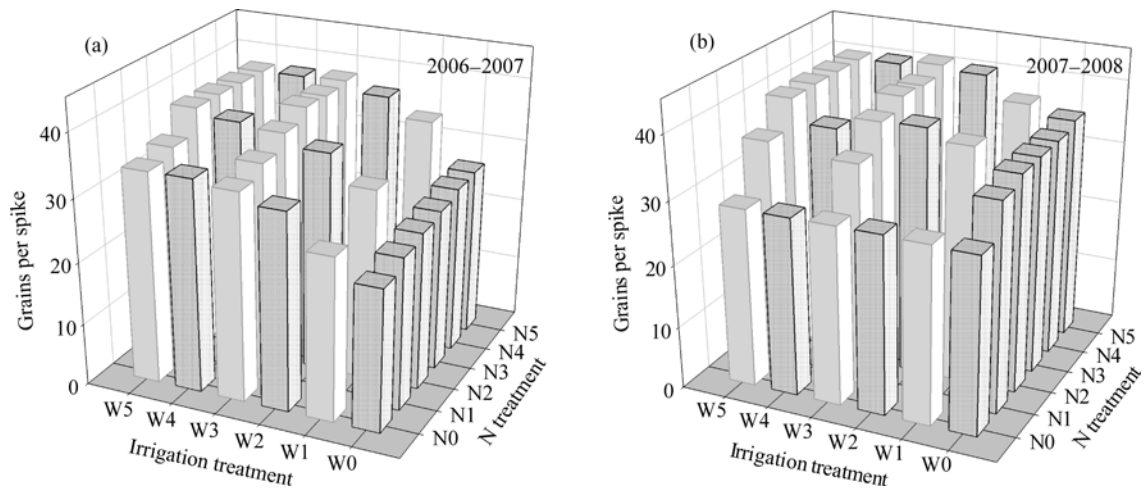 (a)
2006–2007
40
30
20
10
0
Grains per spike
W5
W4
W3
W2
W1
W0
Irrigation treatment
N0
N1
N2
N3
N4
N5
N treatment
(b)
2007–2008
40
30
20
10
0
Grains per spike
W5
W4
W3
W2
W1
W0
Irrigation treatment
N0
N1
N2
N3
N4
N5
N treatment